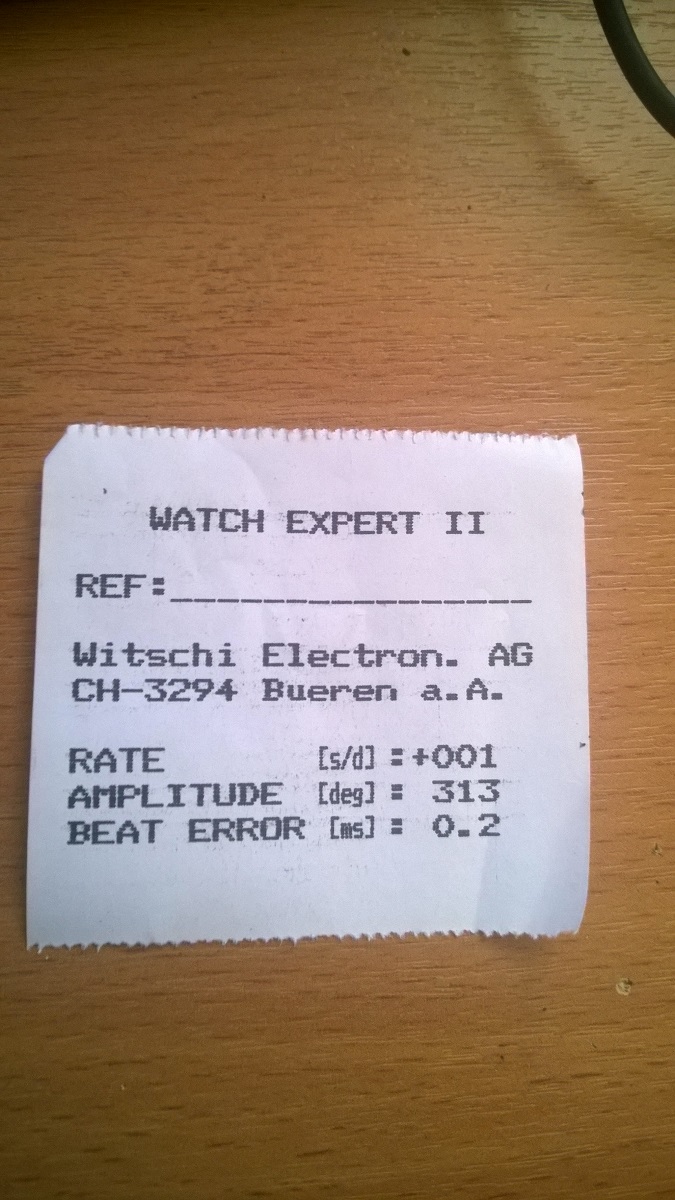 WATCH EXPERT II
REF:________________
Witschi Electron. AG
CH-3294 Bueren a.A.
RATE [s/d] :+001
AMPLITUDE [deg] : 313
BEAT ERROR [ms] : 0.2